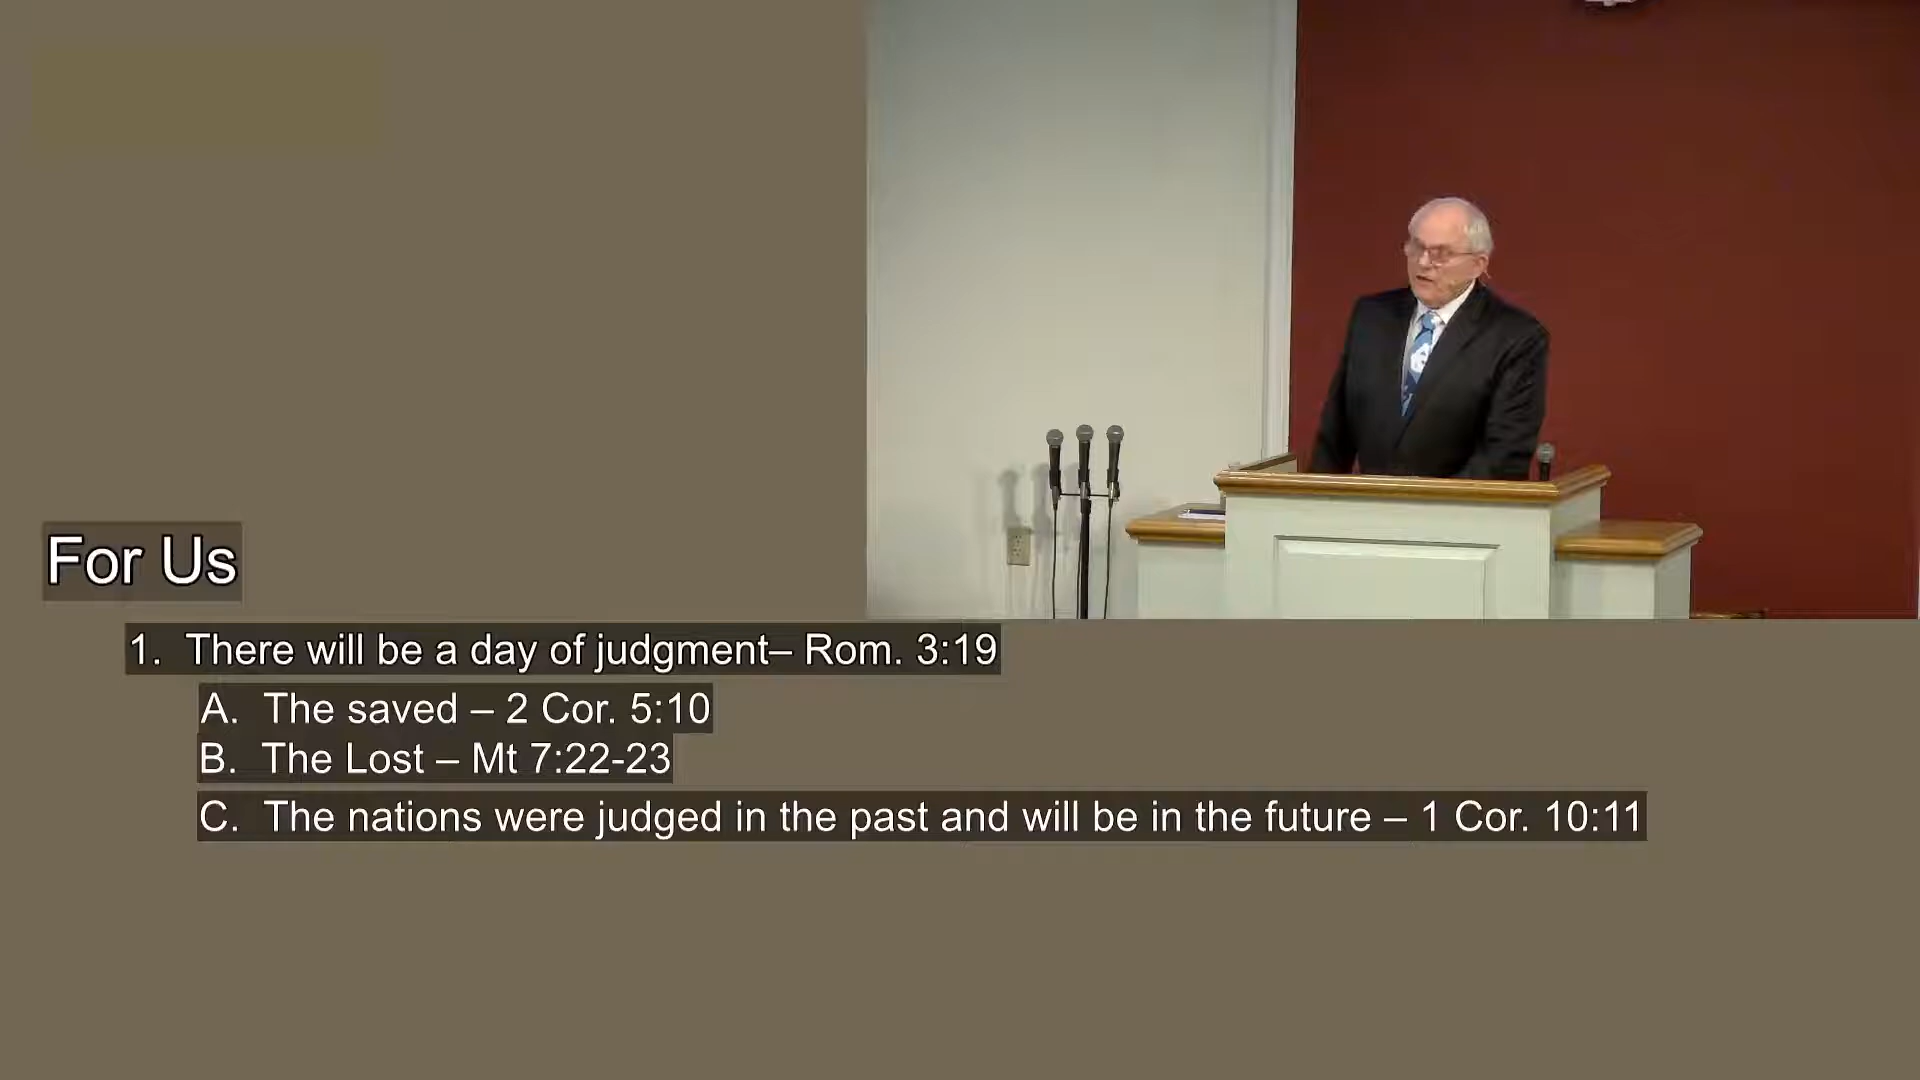 For Us
1. There will be a day of judgment– Rom. 3:19
A. The saved – 2 Cor. 5:10
B. The Lost – Mt 7:22-23
C. The nations were judged in the past and will be in the future – 1 Cor. 10:11